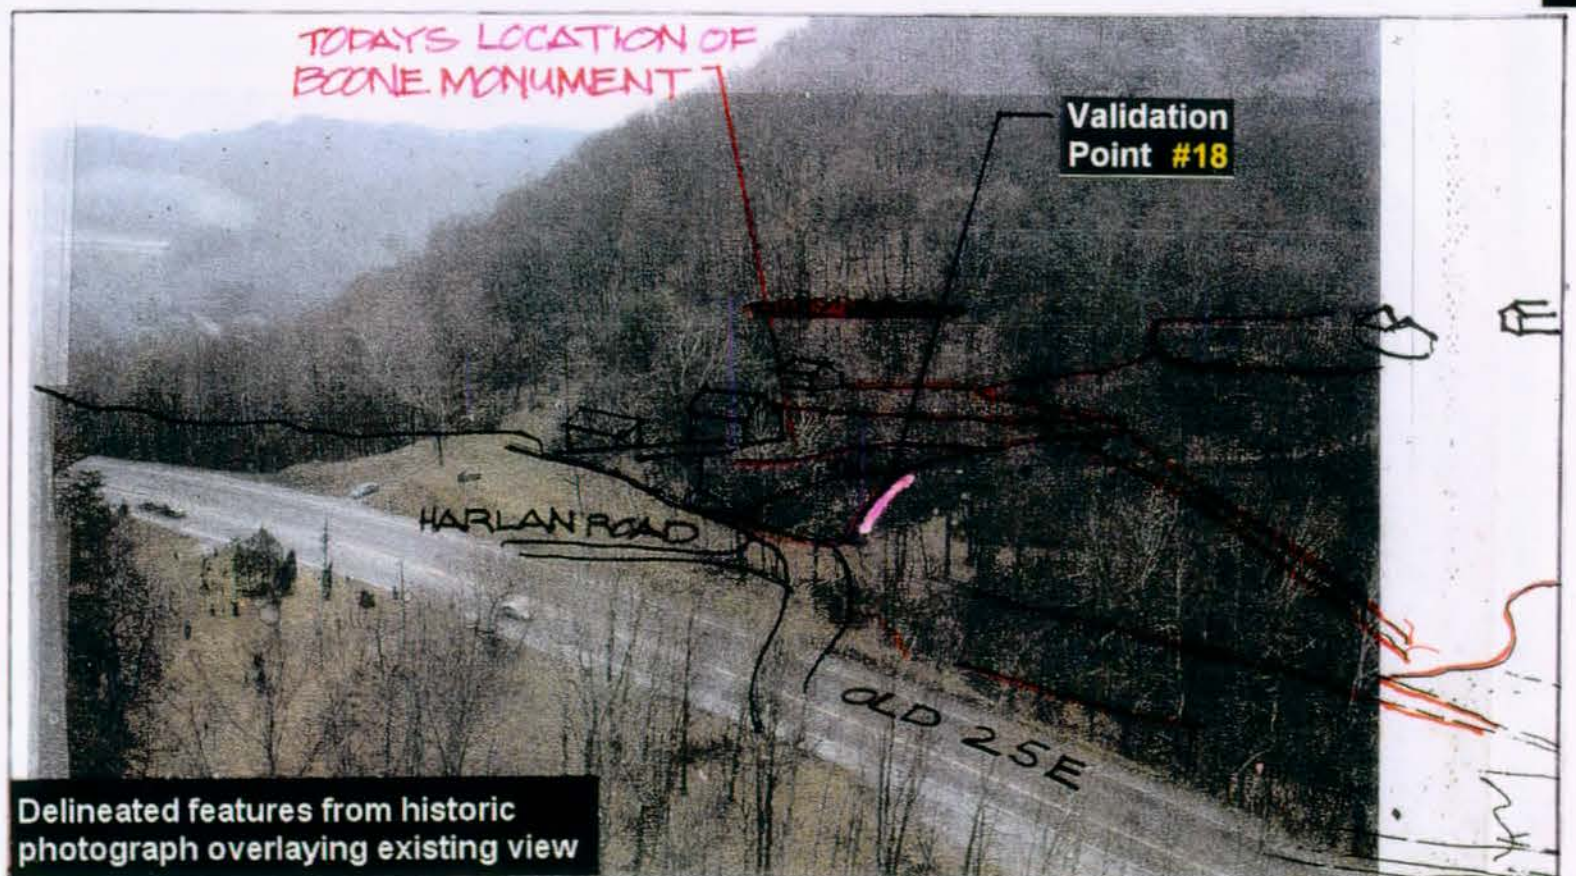 TODAYS LOCATION OF
BOONE MONUMENT
Validation
Point #18
HARLAN ROAD
OLD 25E
Delineated features from historic
photograph overlaying existing view